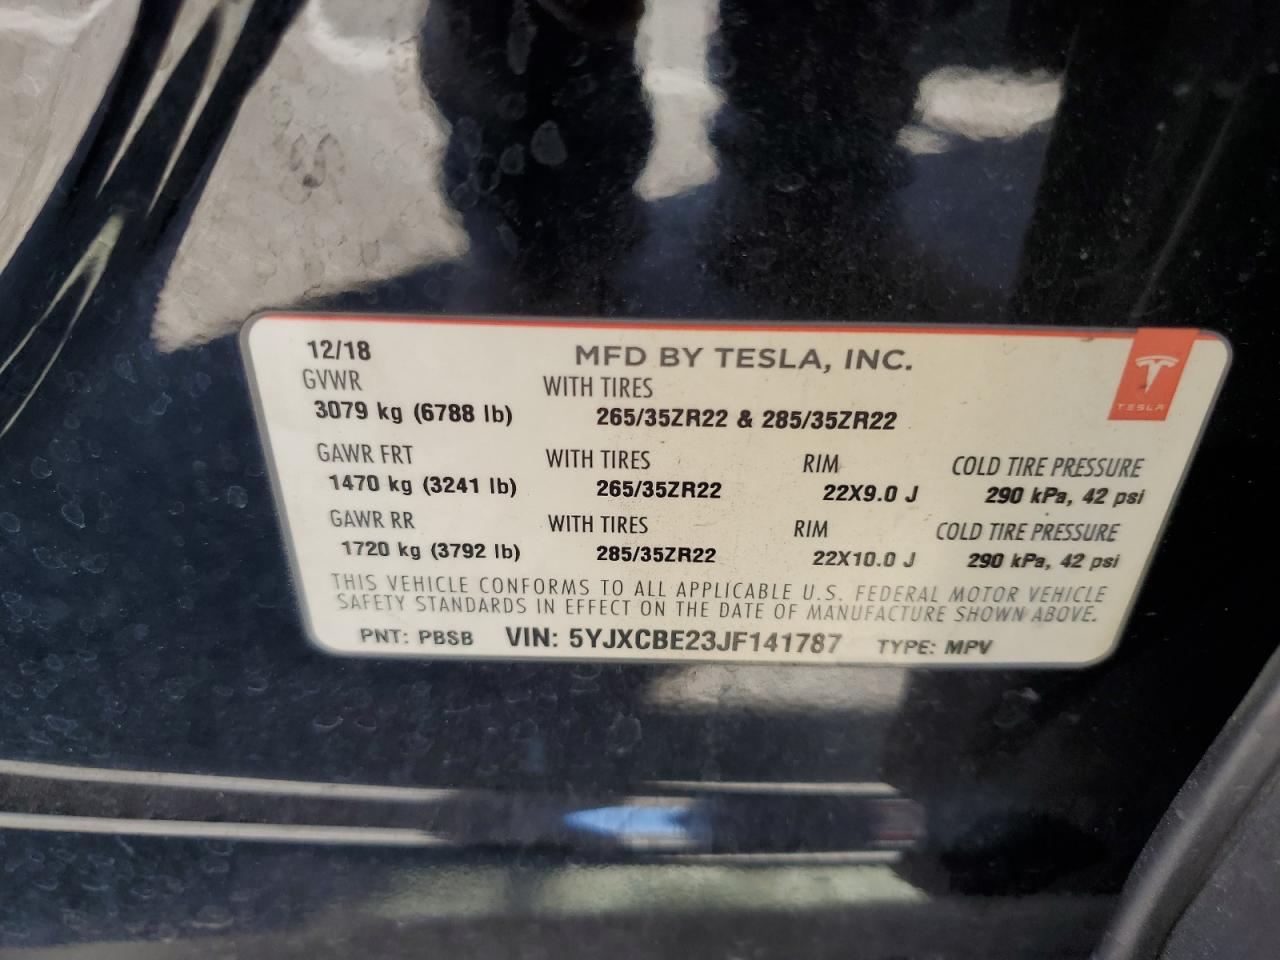 12/18 MFD BY TESLA, INC.
TESLA
GVWR WITH TIRES
3079 kg (6788 lb) 265/35ZR22 & 285/35ZR22
GAWR FRT WITH TIRES RIM COLD TIRE PRESSURE
1470 kg (3241 lb) 265/35ZR22 22X9.0 J 290 kPa, 42 psi
GAWR RR WITH TIRES RIM COLD TIRE PRESSURE
1720 kg (3792 lb) 285/35ZR22 22X10.0 J 290 kPa, 42 psi
THIS VEHICLE CONFORMS TO ALL APPLICABLE U.S. FEDERAL MOTOR VEHICLE
SAFETY STANDARDS IN EFFECT ON THE DATE OF MANUFACTURE SHOWN ABOVE.
PNT: PBSB VIN: 5YJXCBE23JF141787 TYPE: MPV